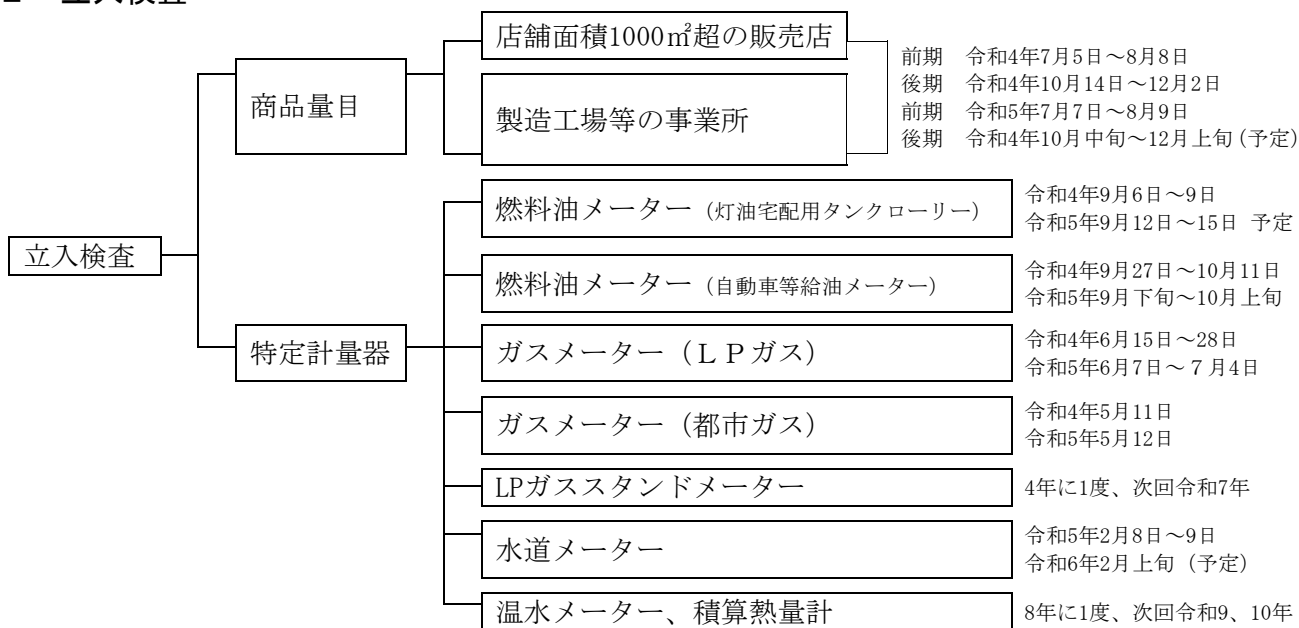 立入検査
店舗面積1000㎡超の販売店
製造工場等の事業所
前期　令和4年7月5日～8月8日
後期　令和4年10月14日～12月2日
前期　令和5年7月7日～8月9日
後期　令和4年10月中旬～12月上旬(予定)
商品量目
燃料油メーター（灯油宅配用タンクローリー）
令和4年9月6日～9日
令和5年9月12日～15日 予定
立入検査
燃料油メーター（自動車等給油メーター）
令和4年9月27日～10月11日
令和5年9月下旬～10月上旬
特定計量器
ガスメーター（ＬＰガス）
令和4年6月15日～28日
令和5年6月7日～７月4日
ガスメーター（都市ガス）
令和4年5月11日
令和5年5月12日
LPガススタンドメーター
4年に1度、次回令和7年
水道メーター
令和5年2月8日～9日
令和6年2月上旬（予定）
温水メーター、積算熱量計
8年に1度、次回令和9、10年